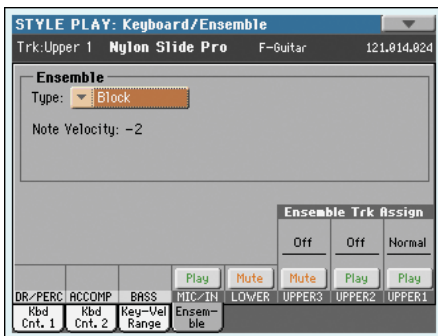 STYLE PLAY: Keyboard/Ensemble
Trk:Upper 1 Nylon Slide Pro F-Guitar 121.014.024
Ensemble
Type: Block
Note Velocity: -2
Ensemble Trk Assign
Off Off Normal
Play Mute Mute Play Play
DR/PERC ACCOMP BASS MIC/IN LOWER UPPER3 UPPER2 UPPER1
Kbd Cnt. 1 Kbd Cnt. 2 Key-Vel Range Ensem-ble